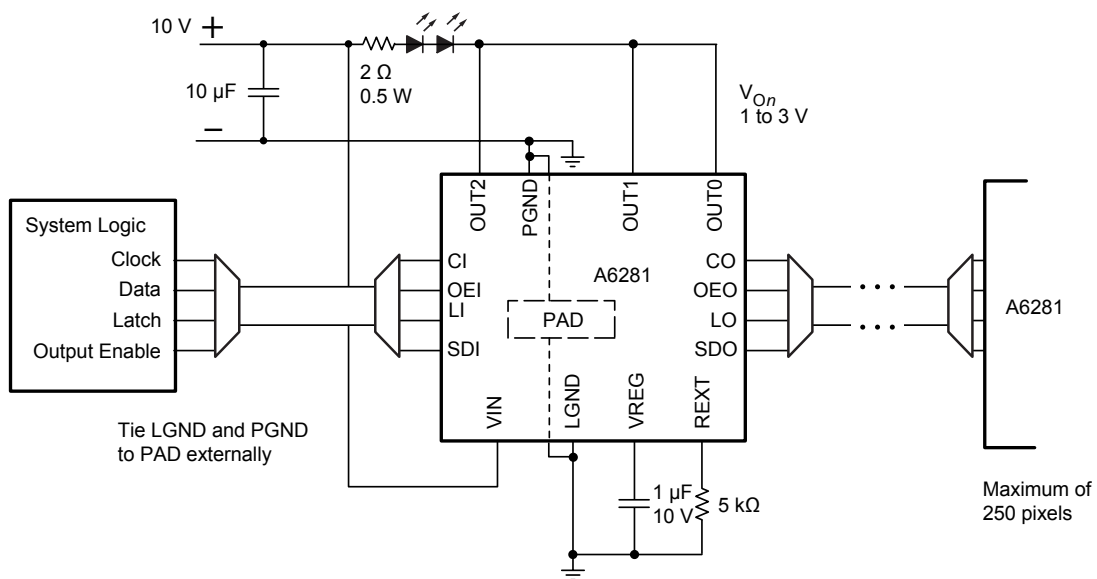 10 V +
10 µF
−
2 Ω
0.5 W
V_On
1 to 3 V
OUT2
PGND
OUT1
OUT0
System Logic
Clock
Data
Latch
Output Enable
CI
OEI
LI
SDI
A6281
PAD
CO
OEO
LO
SDO
A6281
VIN
LGND
VREG
REXT
Tie LGND and PGND
to PAD externally
1 µF
10 V
5 kΩ
Maximum of
250 pixels